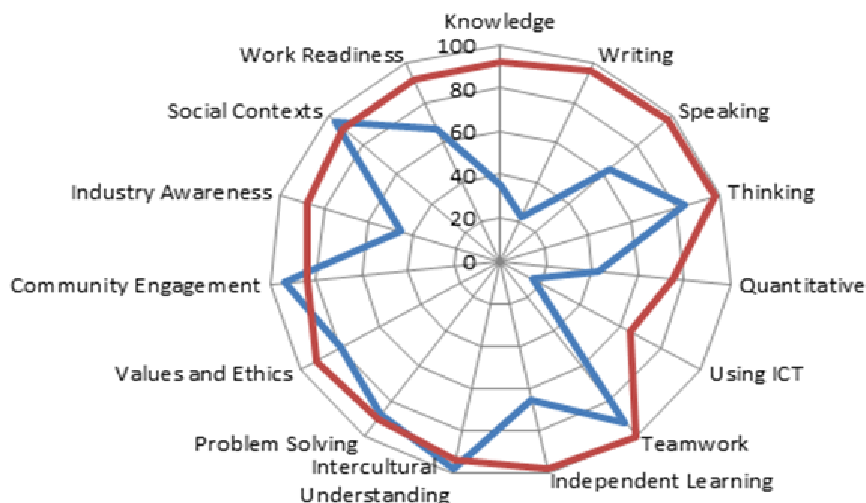 Knowledge
Writing
Speaking
Thinking
Quantitative
Using ICT
Teamwork
Independent Learning
Intercultural
Understanding
Problem Solving
Values and Ethics
Community Engagement
Industry Awareness
Social Contexts
Work Readiness
100
80
60
40
20
0